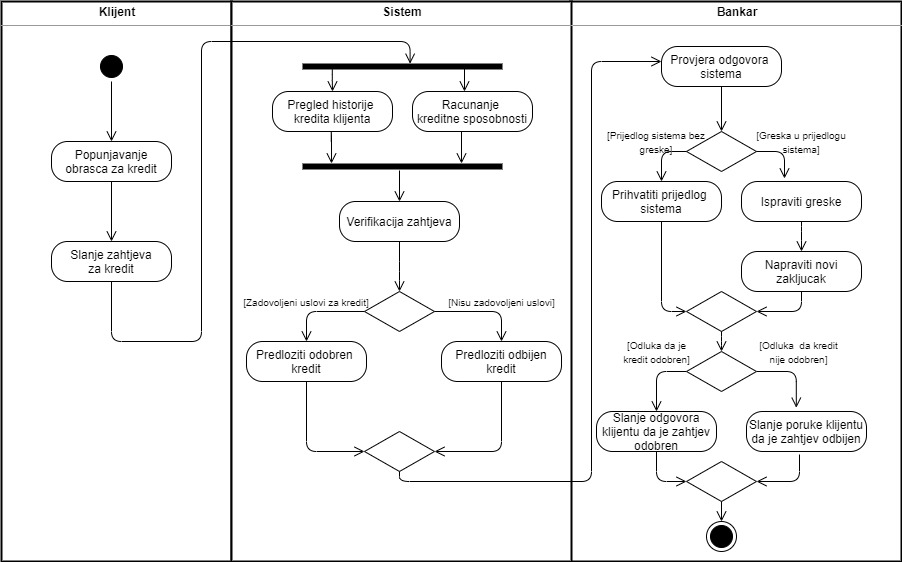 Klijent
Sistem
Bankar
Popunjavanje
obrasca za kredit
Slanje zahtjeva
za kredit
Pregled historije
kredita klijenta
Racunanje
kreditne sposobnosti
Verifikacija zahtjeva
[Zadovoljeni uslovi za kredit]
[Nisu zadovoljeni uslovi]
Predloziti odobren
kredit
Predloziti odbijen
kredit
Provjera odgovora
sistema
[Prijedlog sistema bez
greske]
[Greska u prijedlogu
sistema]
Prihvatiti prijedlog
sistema
Ispraviti greske
Napraviti novi
zakljucak
[Odluka da je
kredit odobren]
[Odluka  da kredit
nije odobren]
Slanje odgovora
klijentu da je zahtjev
odobren
Slanje poruke klijentu
da je zahtjev odbijen